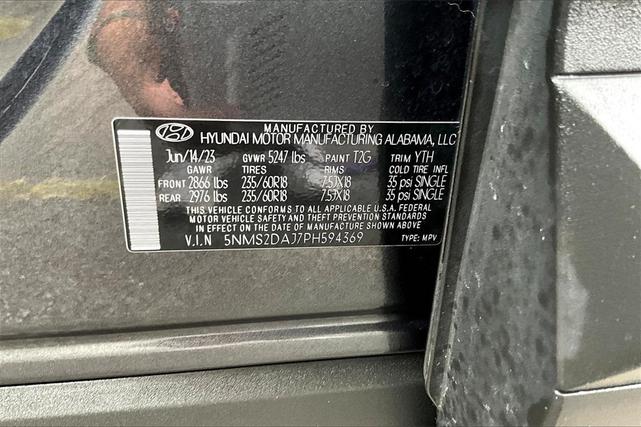 MANUFACTURED BY
HYUNDAI MOTOR MANUFACTURING ALABAMA, LLC
Jun/14/23 GVWR 5247 lbs PAINT T2G TRIM YTH
GAWR TIRES RIMS COLD TIRE INFL
FRONT 2866 lbs 235/60R18 7.5JX18 35 psi SINGLE
REAR 2976 lbs 235/60R18 7.5JX18 35 psi SINGLE
THIS VEHICLE CONFORMS TO ALL APPLICABLE U.S.A. FEDERAL
MOTOR VEHICLE SAFETY AND THEFT PREVENTION STANDARDS
IN EFFECT ON THE DATE OF MANUFACTURE SHOWN ABOVE.
V.I.N 5NMS2DAJ7PH594369 TYPE: MPV